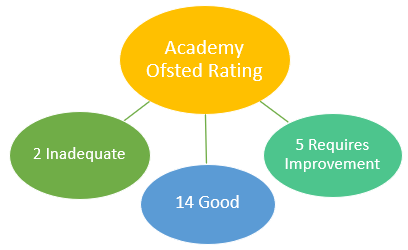 Academy
Ofsted Rating
2 Inadequate
14 Good
5 Requires
Improvement